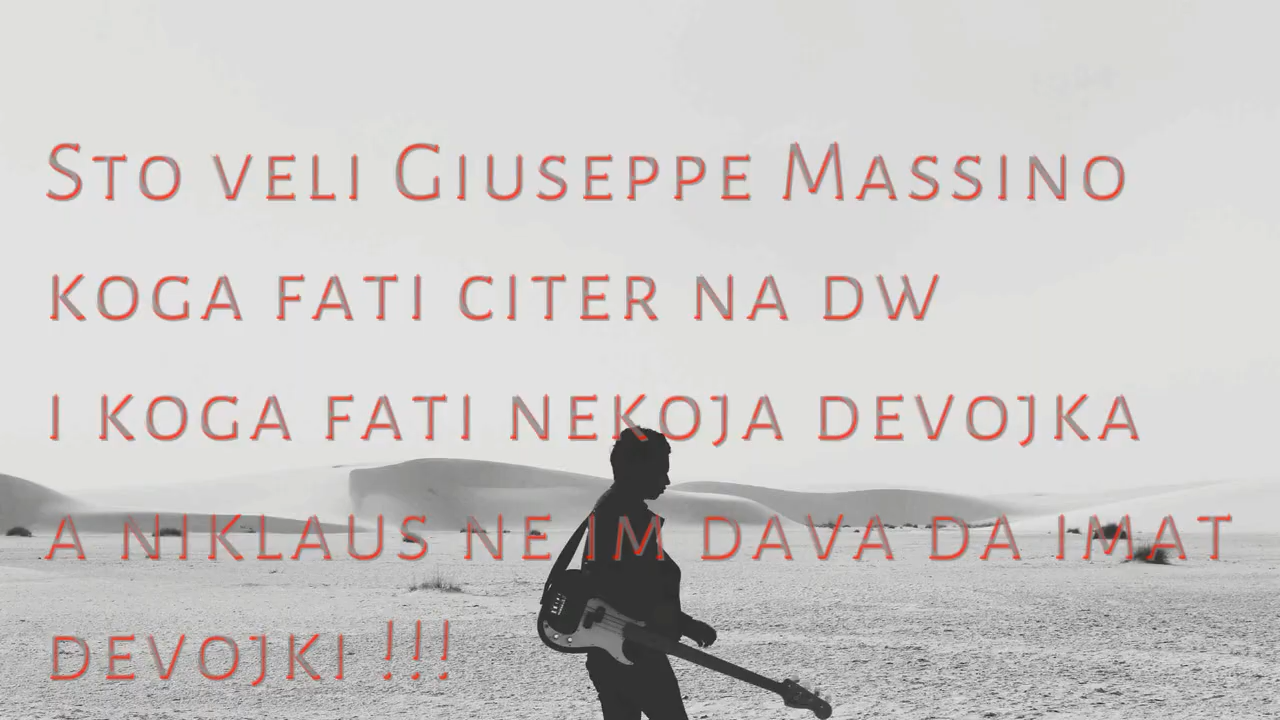 Sto veli Giuseppe Massino
koga fati citer na dw
i koga fati nekoja devojka
a niklaus ne im dava da imat
devojki !!!